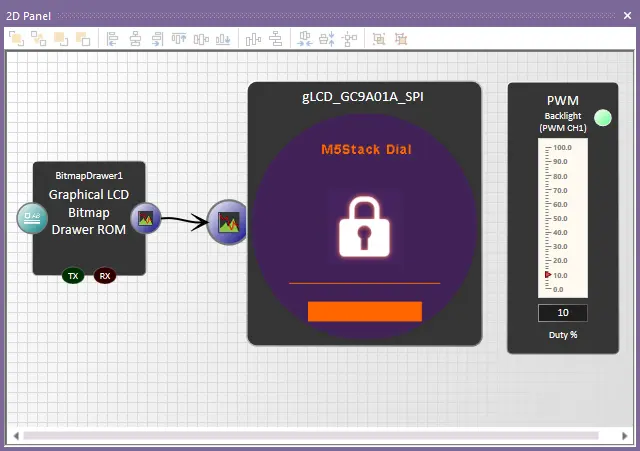 2D Panel
gLCD_GC9A01A_SPI
M5Stack Dial
BitmapDrawer1
Graphical LCD
Bitmap
Drawer ROM
TX
RX
PWM
Backlight
(PWM CH1)
100.0
90.0
80.0
70.0
60.0
50.0
40.0
30.0
20.0
10.0
0.0
10
Duty %